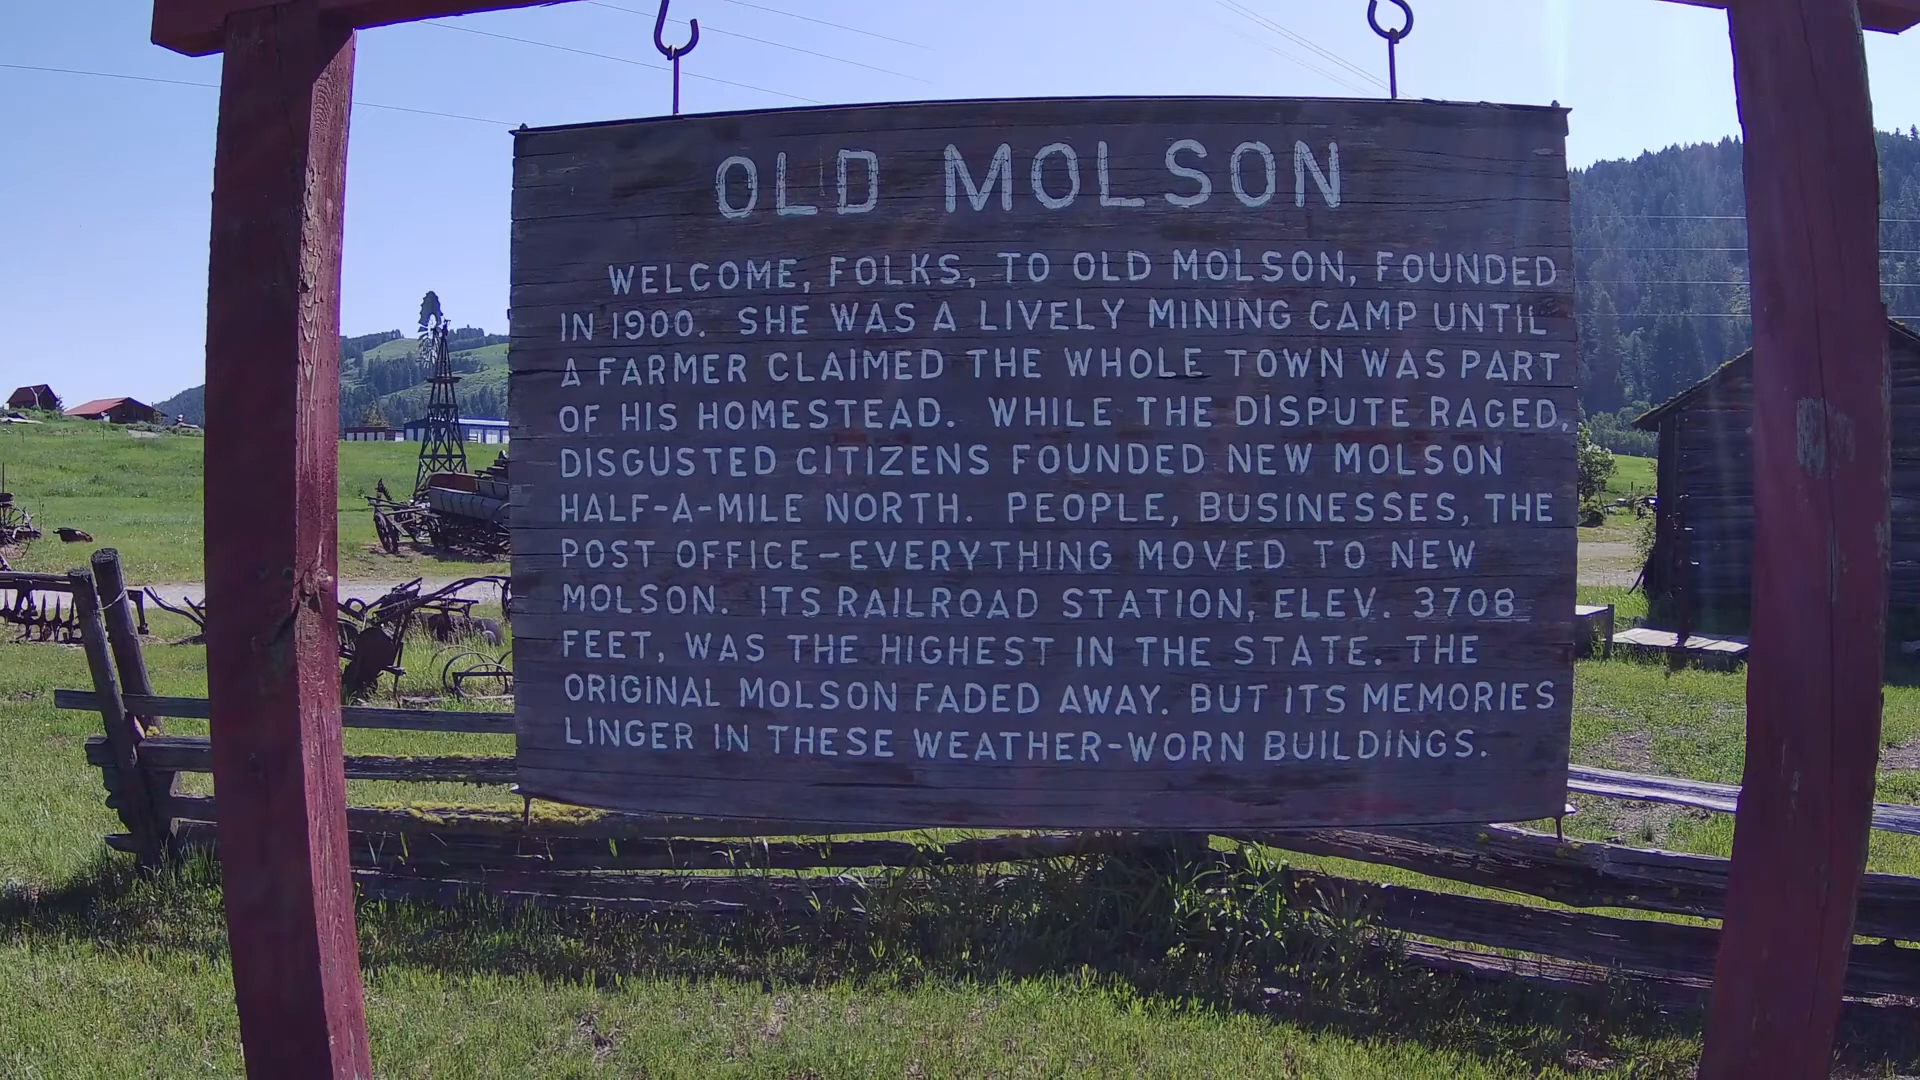 OLD MOLSON
WELCOME, FOLKS, TO OLD MOLSON, FOUNDED
IN 1900. SHE WAS A LIVELY MINING CAMP UNTIL
A FARMER CLAIMED THE WHOLE TOWN WAS PART
OF HIS HOMESTEAD. WHILE THE DISPUTE RAGED,
DISGUSTED CITIZENS FOUNDED NEW MOLSON
HALF-A-MILE NORTH. PEOPLE, BUSINESSES, THE
POST OFFICE-EVERYTHING MOVED TO NEW
MOLSON. ITS RAILROAD STATION, ELEV. 3708
FEET, WAS THE HIGHEST IN THE STATE. THE
ORIGINAL MOLSON FADED AWAY. BUT ITS MEMORIES
LINGER IN THESE WEATHER-WORN BUILDINGS.